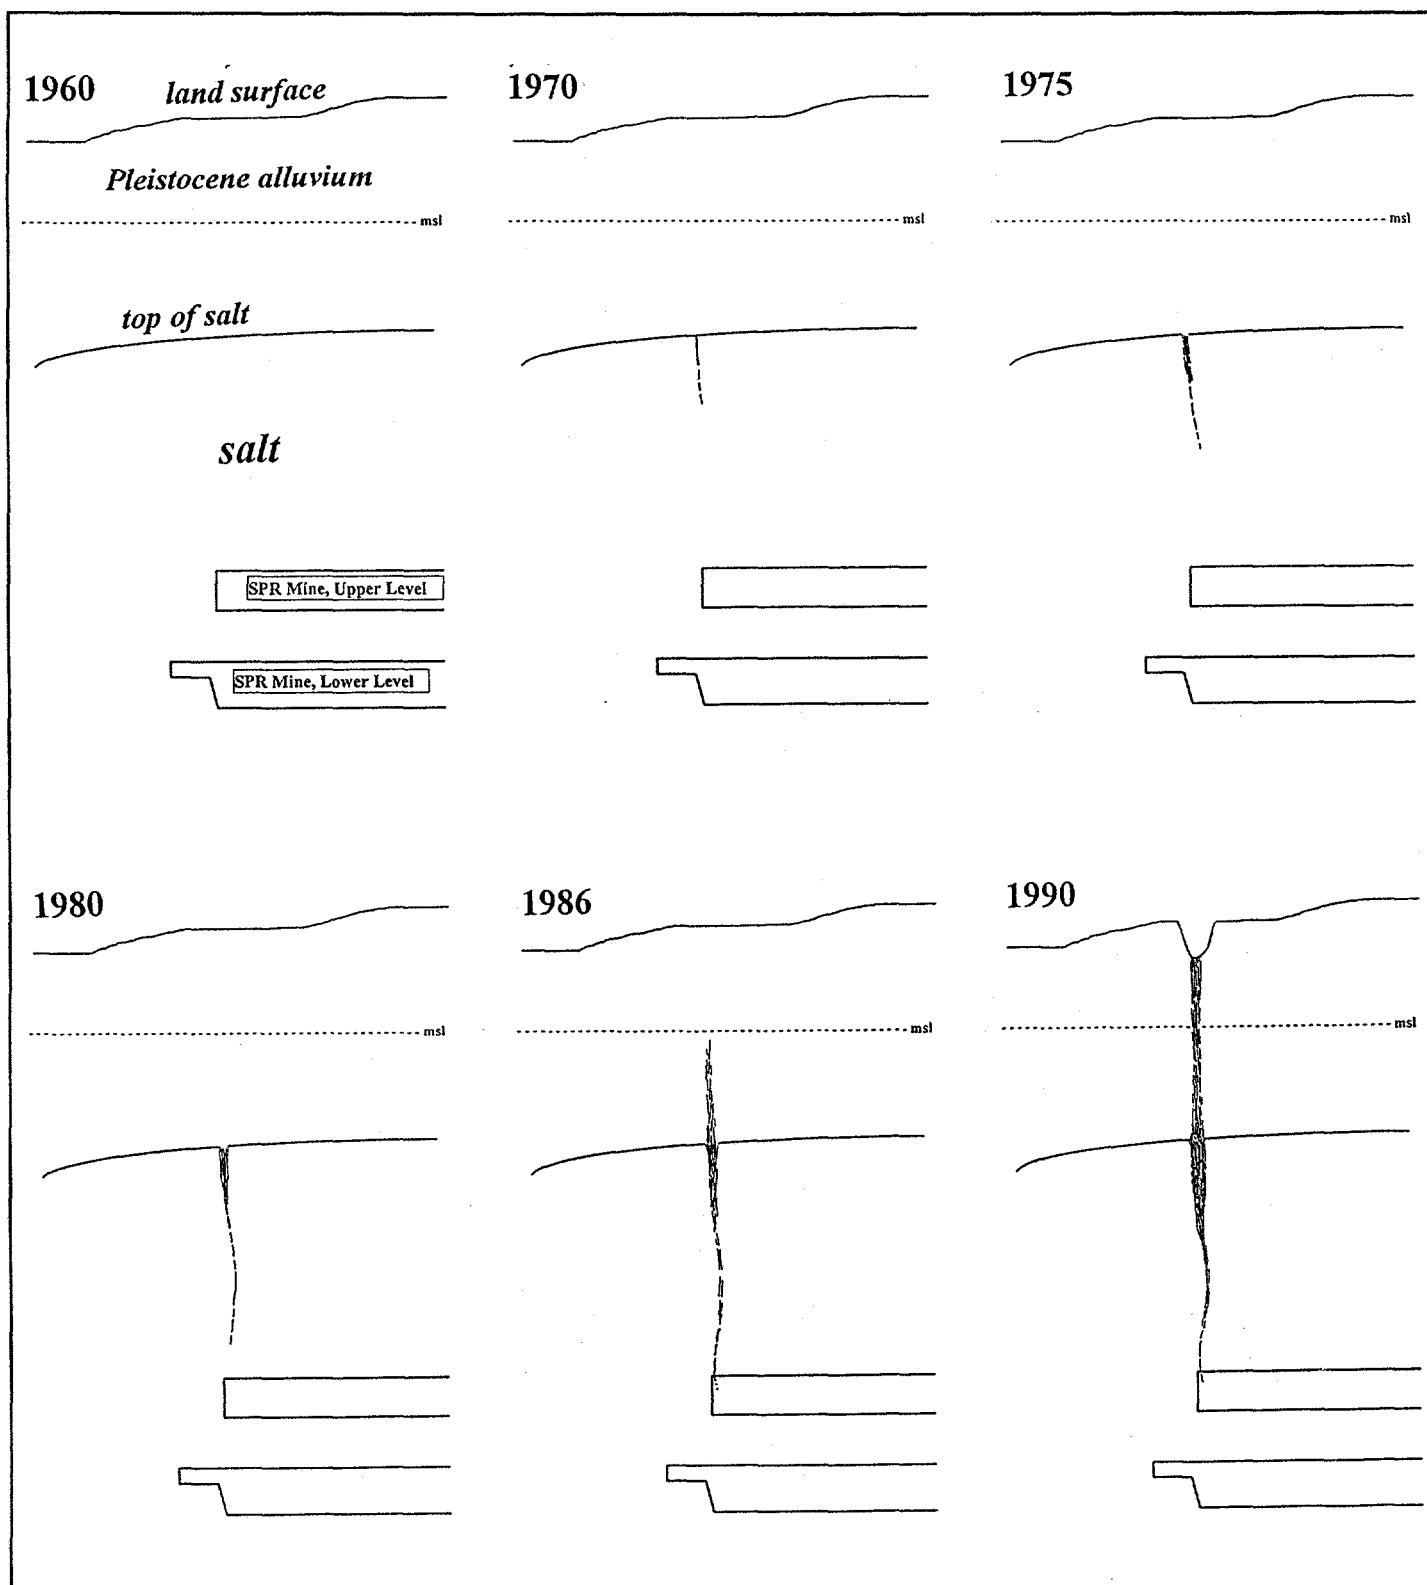 1960
land surface
Pleistocene alluvium
msl
top of salt
salt
SPR Mine, Upper Level
SPR Mine, Lower Level
1970
msl
1975
msl
1980
msl
1986
msl
1990
msl